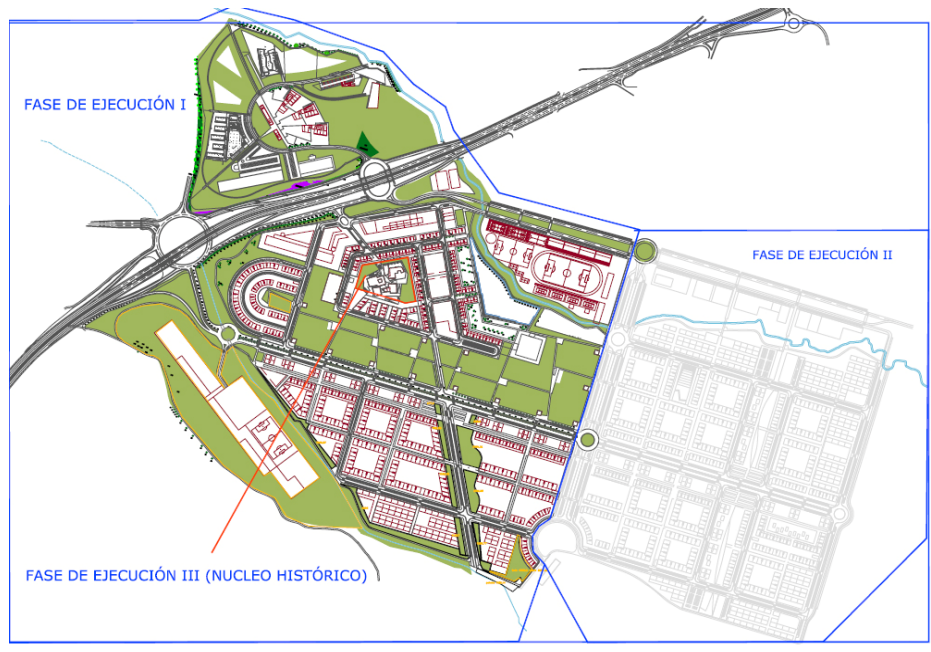 FASE DE EJECUCIÓN I
FASE DE EJECUCIÓN II
FASE DE EJECUCIÓN III (NUCLEO HISTÓRICO)